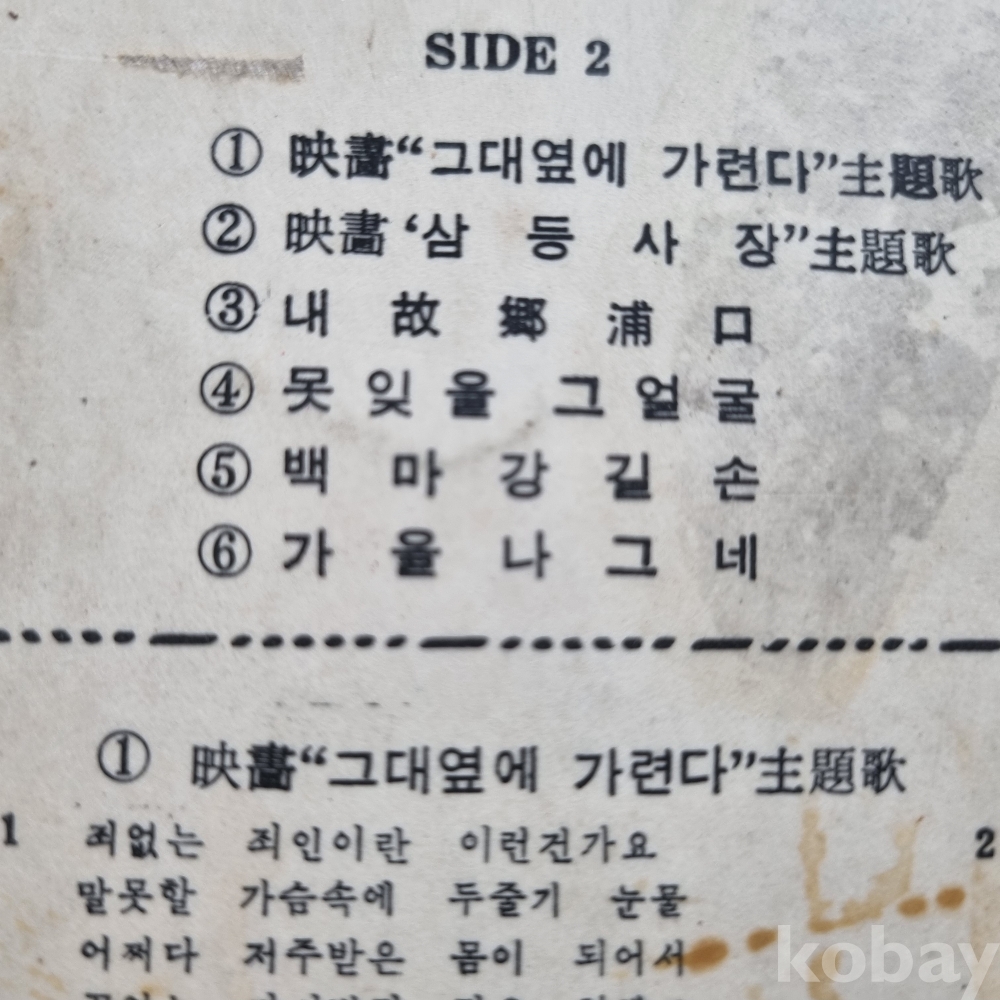 SIDE 2
① 映畵“그대옆에 가련다”主題歌
② 映畵 ‘삼 등 사 장”主題歌
③ 내 故 鄕 浦 口
④ 못 잊 을 그 얼 굴
⑤ 백 마 강 길 손
⑥ 가 을 나 그 네
① 映畵“그대옆에 가련다”主題歌
1 죄없는 죄인이란 이런건가요 2
말못할 가슴속에 두줄기 눈물
어쩌다 저주받은 몸이 되어서
kobay